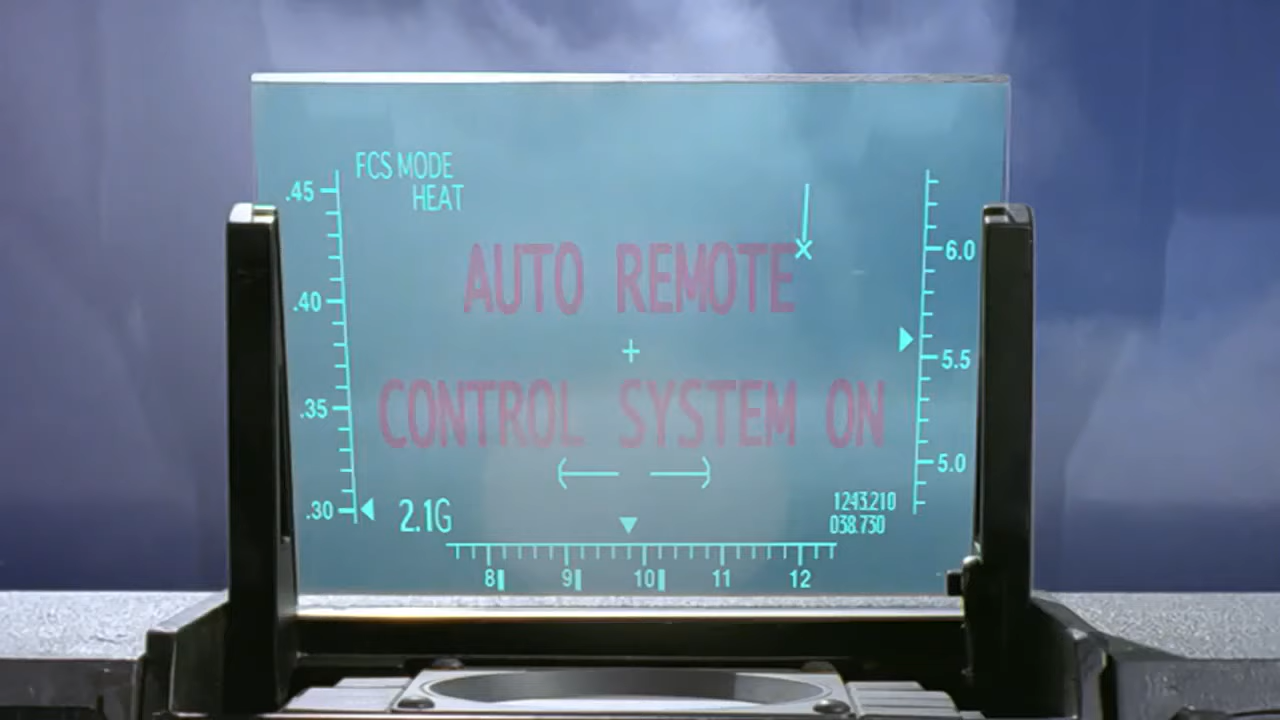 FCS MODE
HEAT
.45
.40
.35
.30
AUTO REMOTE
CONTROL SYSTEM ON
6.0
5.5
5.0
2.1G
1243.210
038.730
8 9 10 11 12